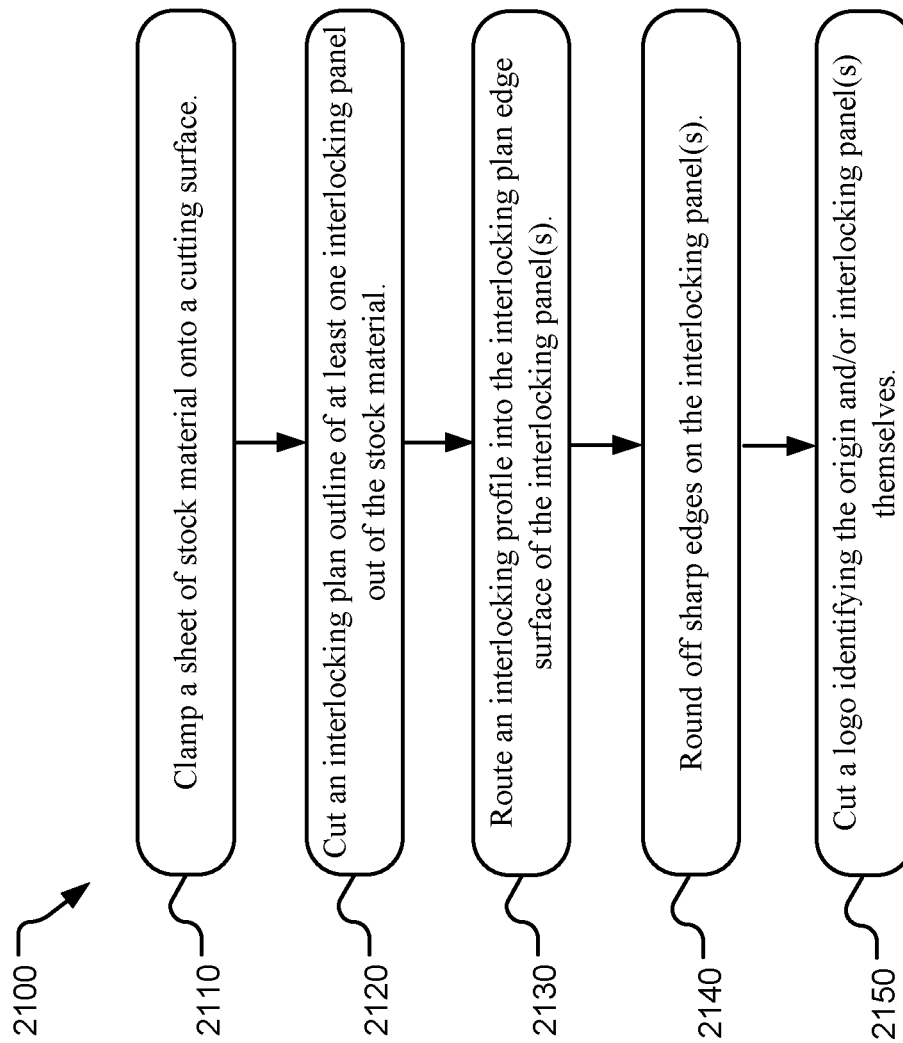 2100
2110
Clamp a sheet of stock material onto a cutting surface.
2120
Cut an interlocking plan outline of at least one interlocking panel
out of the stock material.
2130
Route an interlocking profile into the interlocking plan edge
surface of the interlocking panel(s).
2140
Round off sharp edges on the interlocking panel(s).
2150
Cut a logo identifying the origin and/or interlocking panel(s)
themselves.